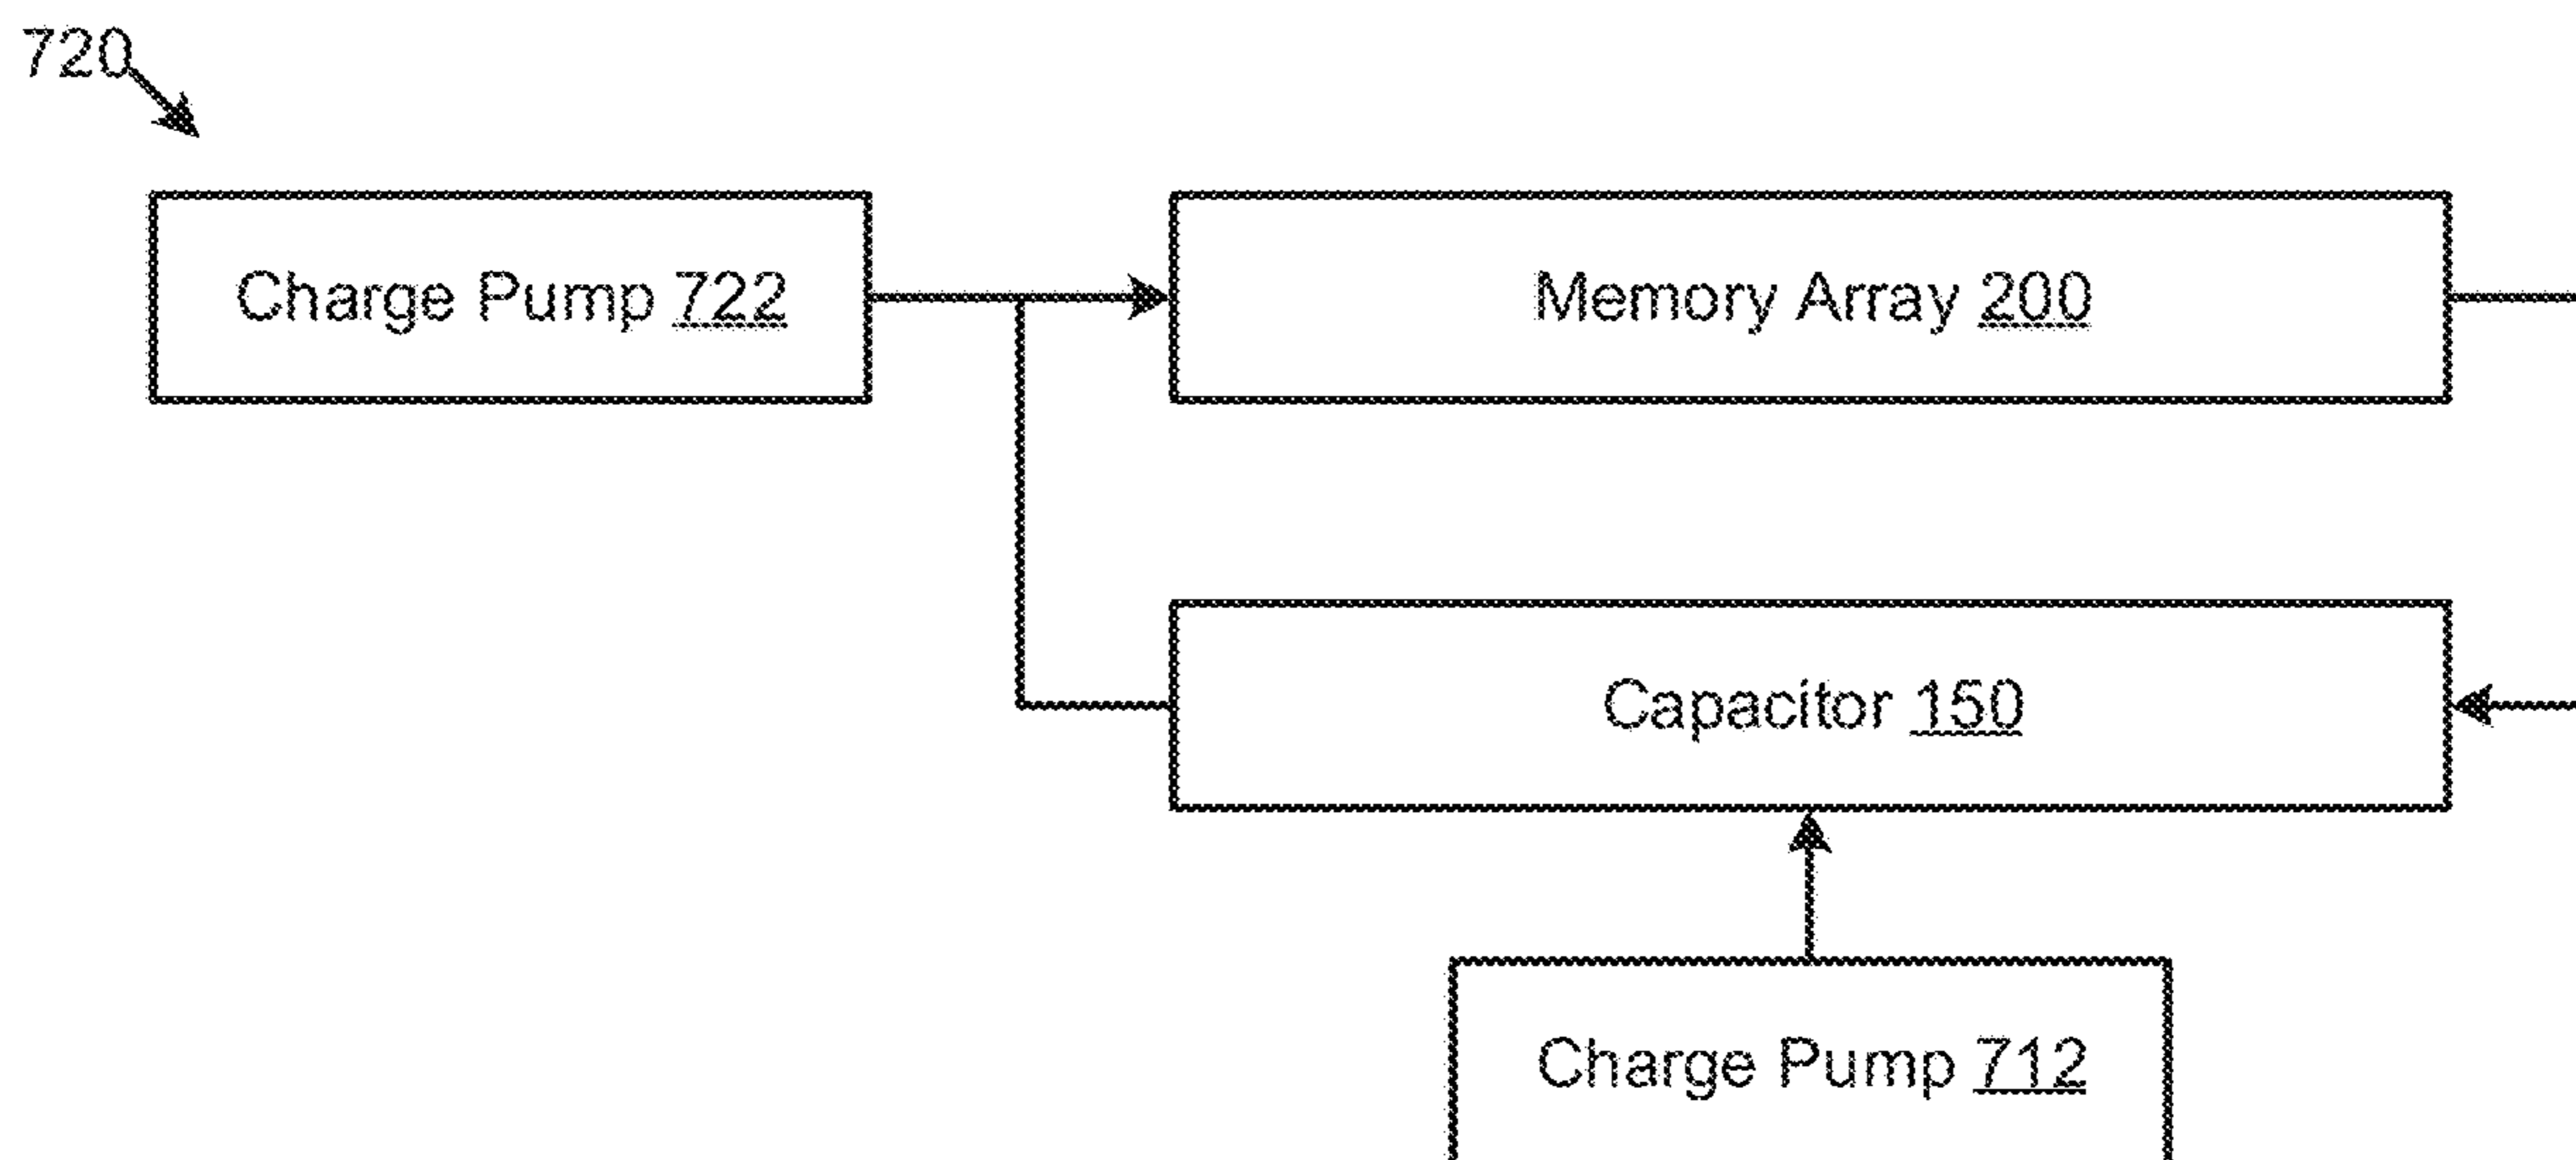 720
Charge Pump 722
Memory Array 200
Capacitor 150
Charge Pump 712